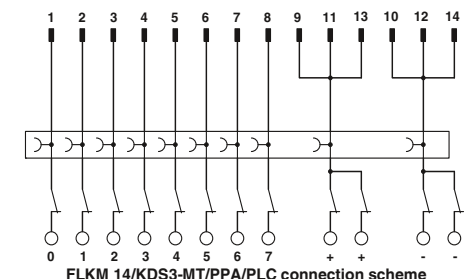 1 2 3 4 5 6 7 8 9 11 13 10 12 14
0 1 2 3 4 5 6 7 + + - -
FLKM 14/KDS3-MT/PPA/PLC connection scheme